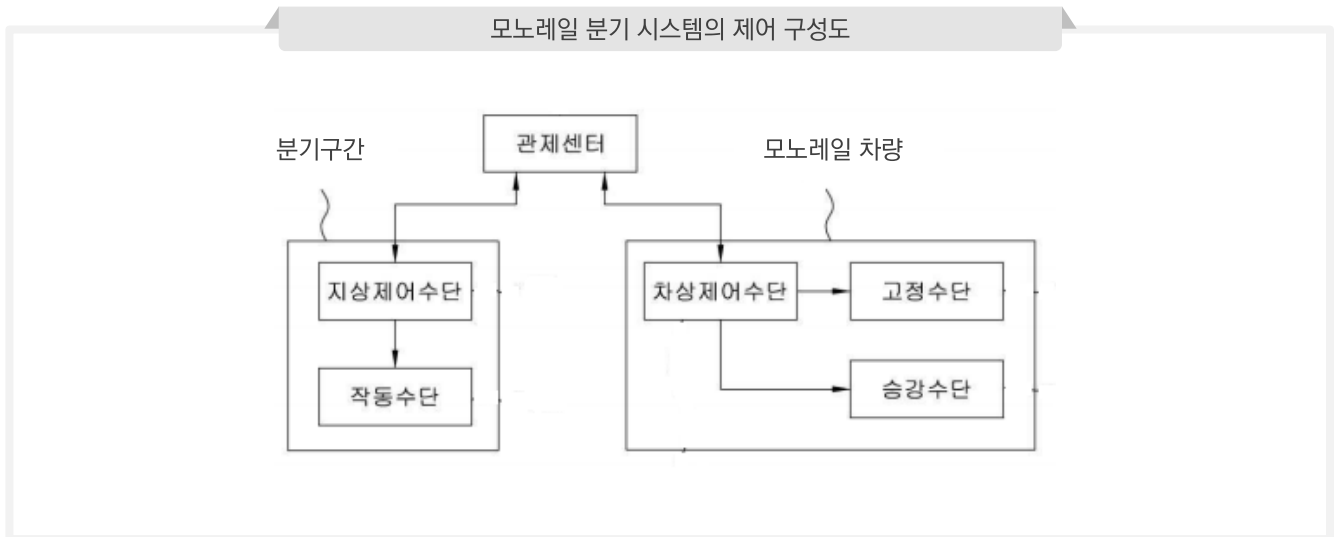 모노레일 분기 시스템의 제어 구성도
관제센터
분기구간
모노레일 차량
지상제어수단
차상제어수단
고정수단
작동수단
승강수단